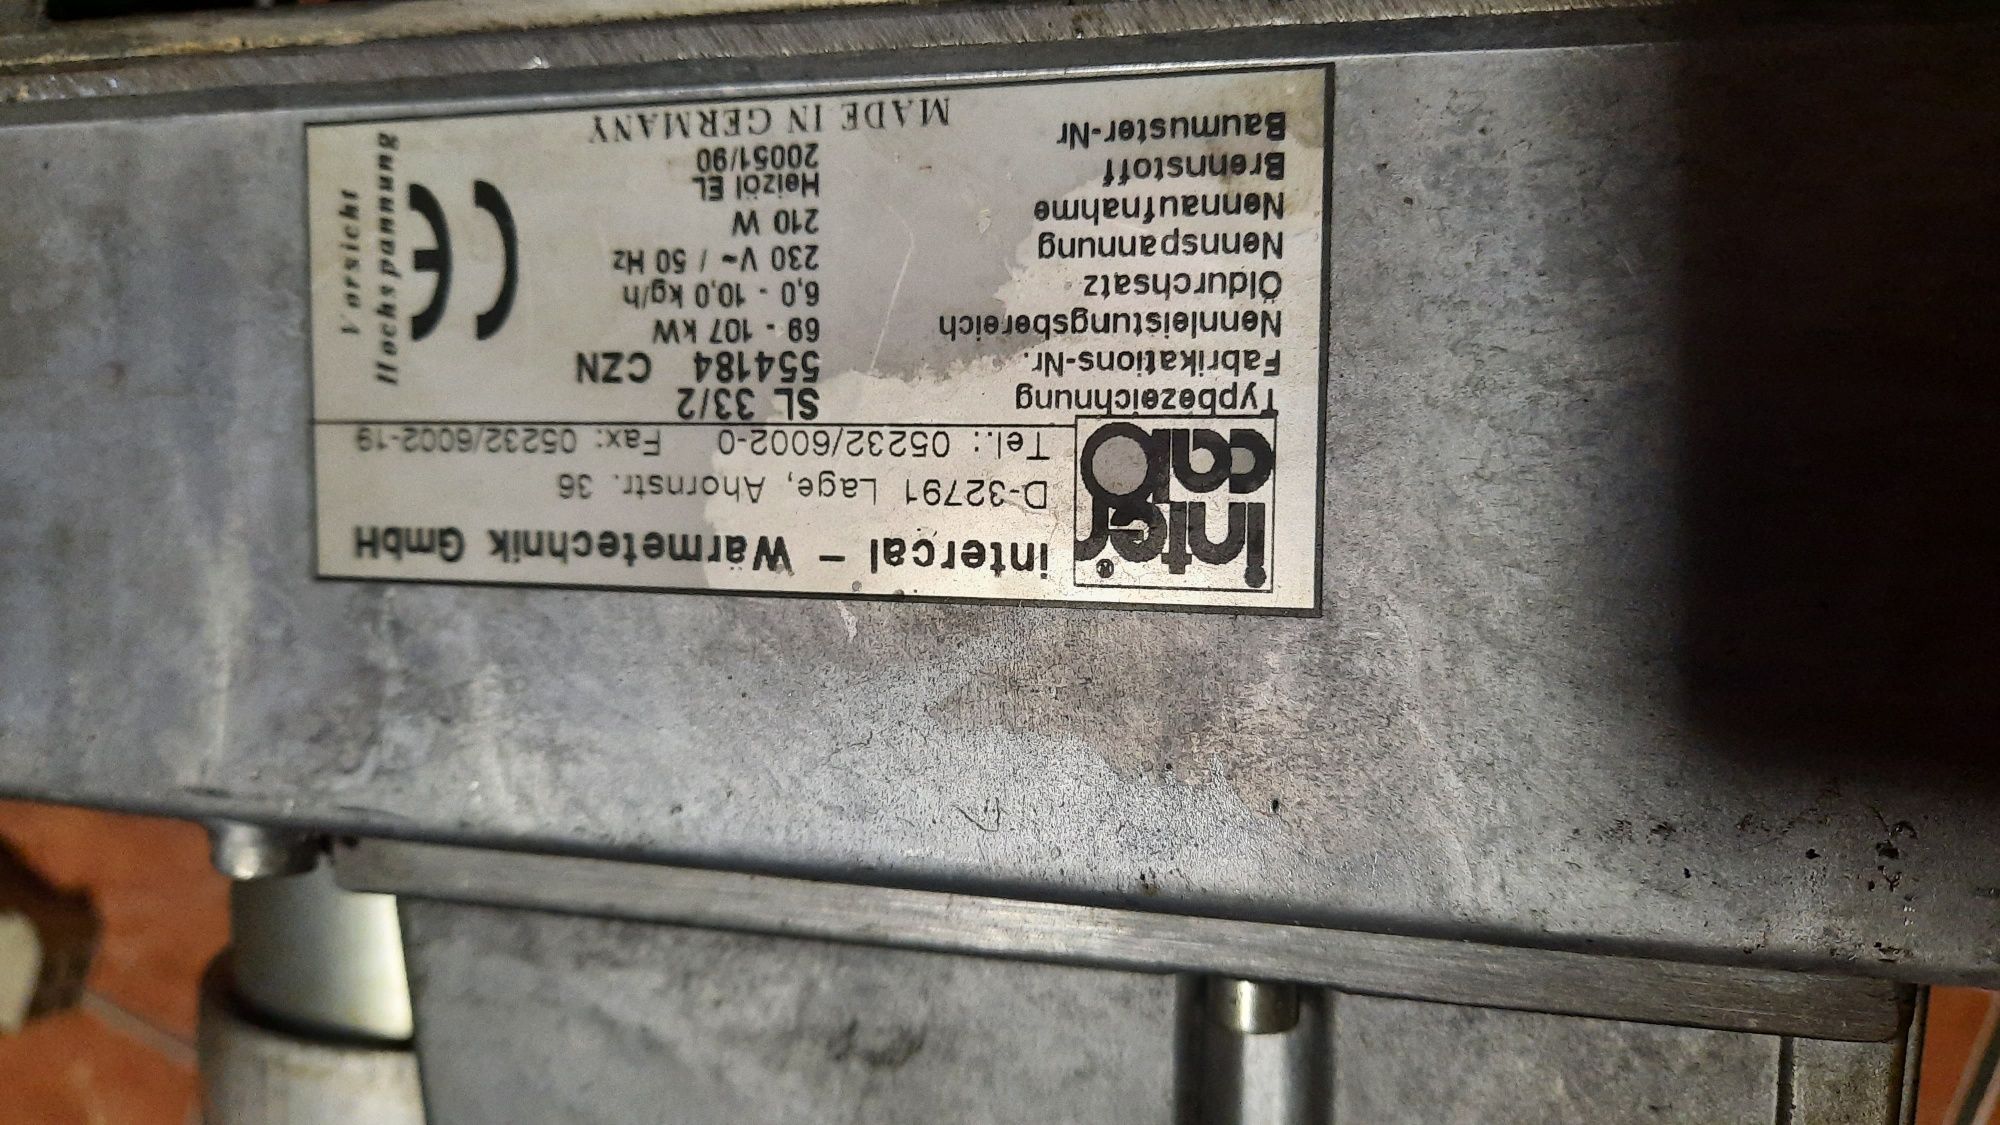 inter
cal®
intercal – Wärmetechnik GmbH
D-32791 Lage, Ahornstr. 36
Tel.: 05232/6002-0 Fax: 05232/6002-19
Typbezeichnung SL 33/2
Fabrikations-Nr. 554184 CZN
Nennleistungsbereich 69 - 107 kW
Öldurchsatz 6,0 - 10,0 kg/h
Nennspannung 230 V~ / 50 Hz
Nennaufnahme 210 W
Brennstoff Heizöl EL
Baumuster-Nr 20051/90
MADE IN GERMANY
CE
Vorsicht
Hochspannung